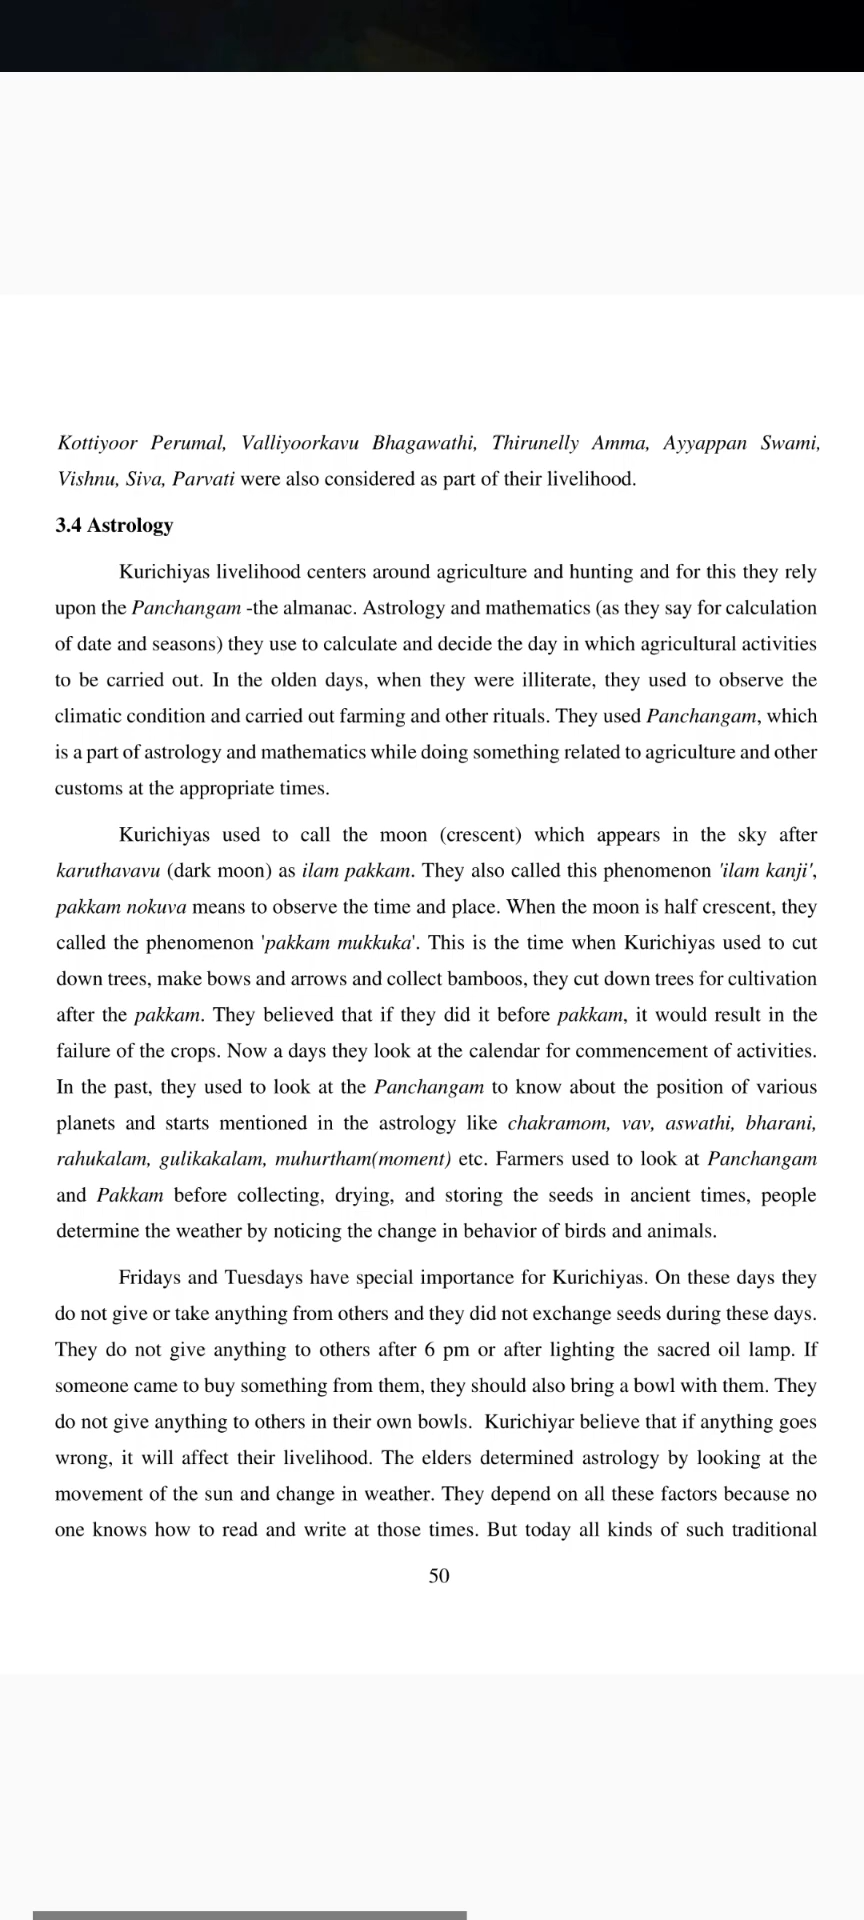 Kottiyoor Perumal, Valliyoorkavu Bhagawathi, Thirunelly Amma, Ayyappan Swami,
Vishnu, Siva, Parvati were also considered as part of their livelihood.
3.4 Astrology
Kurichiyas livelihood centers around agriculture and hunting and for this they rely
upon the Panchangam -the almanac. Astrology and mathematics (as they say for calculation
of date and seasons) they use to calculate and decide the day in which agricultural activities
to be carried out. In the olden days, when they were illiterate, they used to observe the
climatic condition and carried out farming and other rituals. They used Panchangam, which
is a part of astrology and mathematics while doing something related to agriculture and other
customs at the appropriate times.
Kurichiyas used to call the moon (crescent) which appears in the sky after
karuthavavu (dark moon) as ilam pakkam. They also called this phenomenon 'ilam kanji',
pakkam nokuva means to observe the time and place. When the moon is half crescent, they
called the phenomenon 'pakkam mukkuka'. This is the time when Kurichiyas used to cut
down trees, make bows and arrows and collect bamboos, they cut down trees for cultivation
after the pakkam. They believed that if they did it before pakkam, it would result in the
failure of the crops. Now a days they look at the calendar for commencement of activities.
In the past, they used to look at the Panchangam to know about the position of various
planets and starts mentioned in the astrology like chakramom, vav, aswathi, bharani,
rahukalam, gulikakalam, muhurtham(moment) etc. Farmers used to look at Panchangam
and Pakkam before collecting, drying, and storing the seeds in ancient times, people
determine the weather by noticing the change in behavior of birds and animals.
Fridays and Tuesdays have special importance for Kurichiyas. On these days they
do not give or take anything from others and they did not exchange seeds during these days.
They do not give anything to others after 6 pm or after lighting the sacred oil lamp. If
someone came to buy something from them, they should also bring a bowl with them. They
do not give anything to others in their own bowls. Kurichiyar believe that if anything goes
wrong, it will affect their livelihood. The elders determined astrology by looking at the
movement of the sun and change in weather. They depend on all these factors because no
one knows how to read and write at those times. But today all kinds of such traditional
50